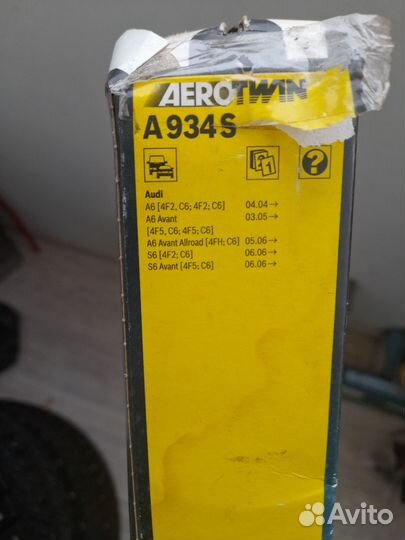 AEROTWIN
A 934 S
1
?
Audi
A6 [4F2, C6; 4F2; C6] 04.04→
A6 Avant 03.05→
[4F5, C6; 4F5; C6]
A6 Avant Allroad [4FH; C6] 05.06→
S6 [4F2; C6] 06.06→
S6 Avant [4F5; C6] 06.06→
Avito